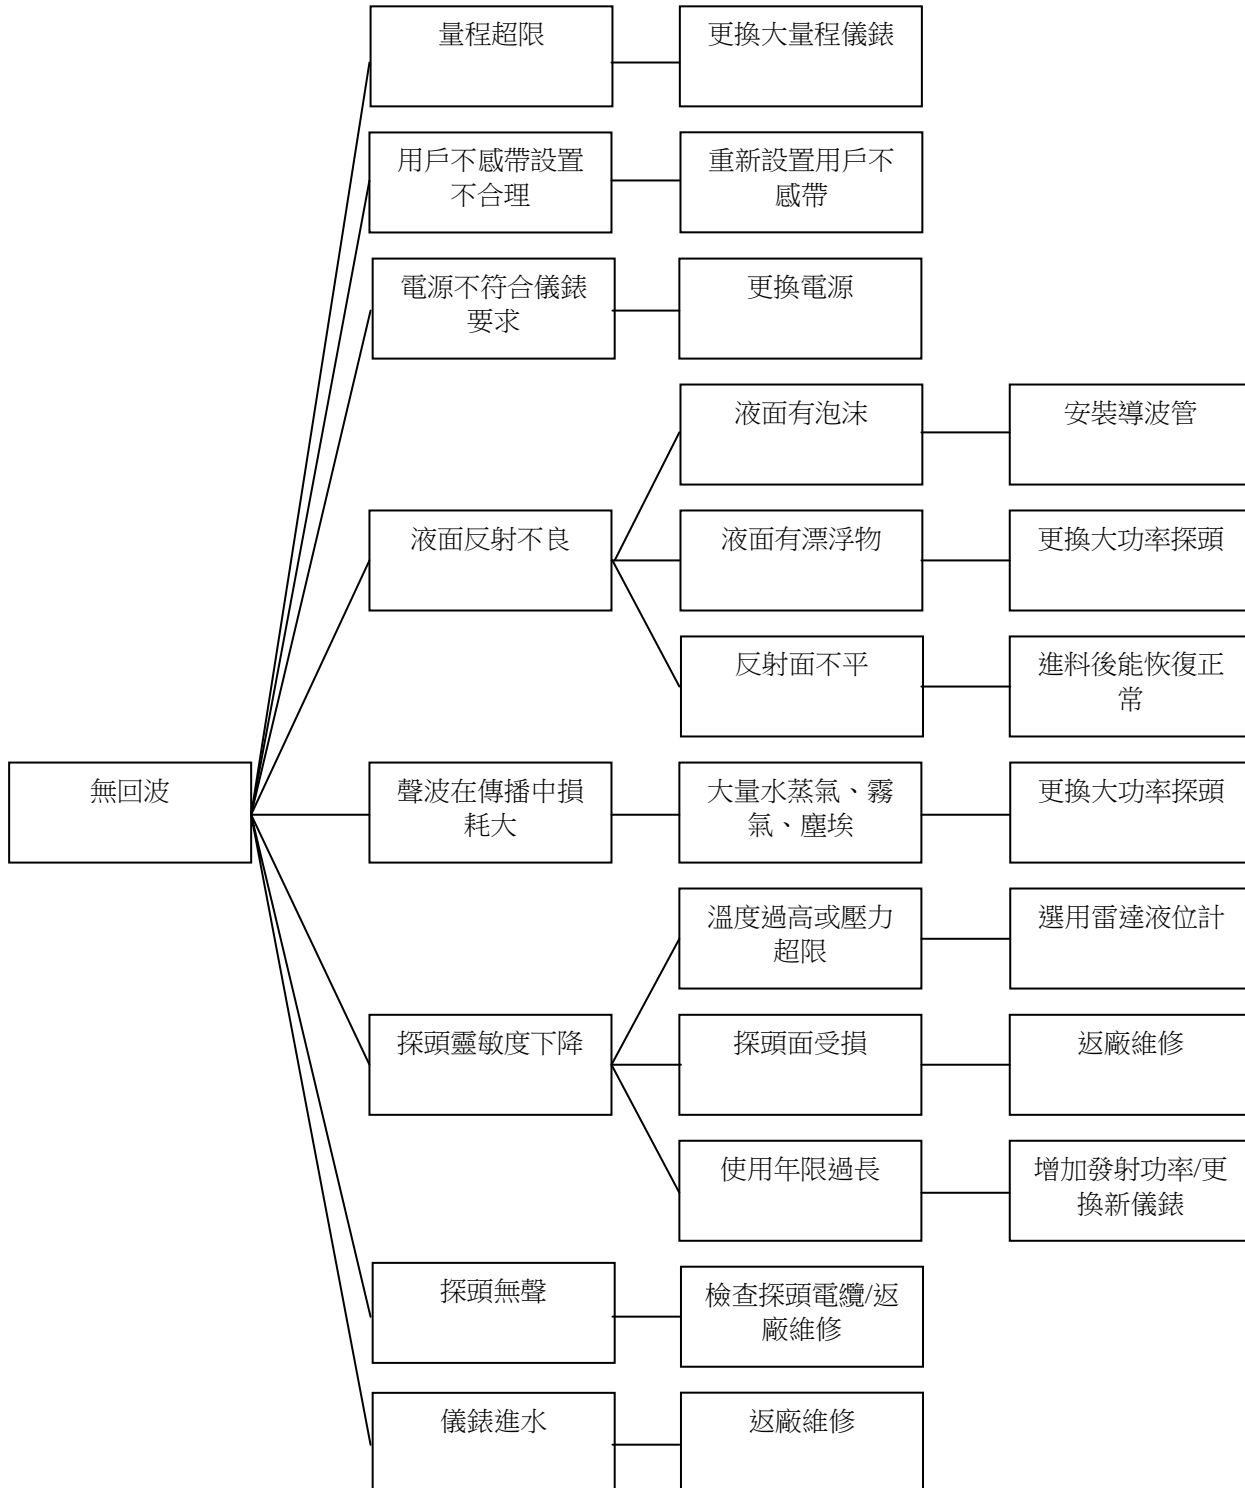 量程超限
更換大量程儀錶
用戶不感帶設置
不合理
重新設置用戶不
感帶
電源不符合儀錶
要求
更換電源
液面有泡沫
安裝導波管
液面反射不良
液面有漂浮物
更換大功率探頭
反射面不平
進料後能恢復正
常
無回波
聲波在傳播中損
耗大
大量水蒸氣、霧
氣、塵埃
更換大功率探頭
溫度過高或壓力
超限
選用雷達液位計
探頭靈敏度下降
探頭面受損
返廠維修
使用年限過長
增加發射功率/更
換新儀錶
探頭無聲
檢查探頭電纜/返
廠維修
儀錶進水
返廠維修